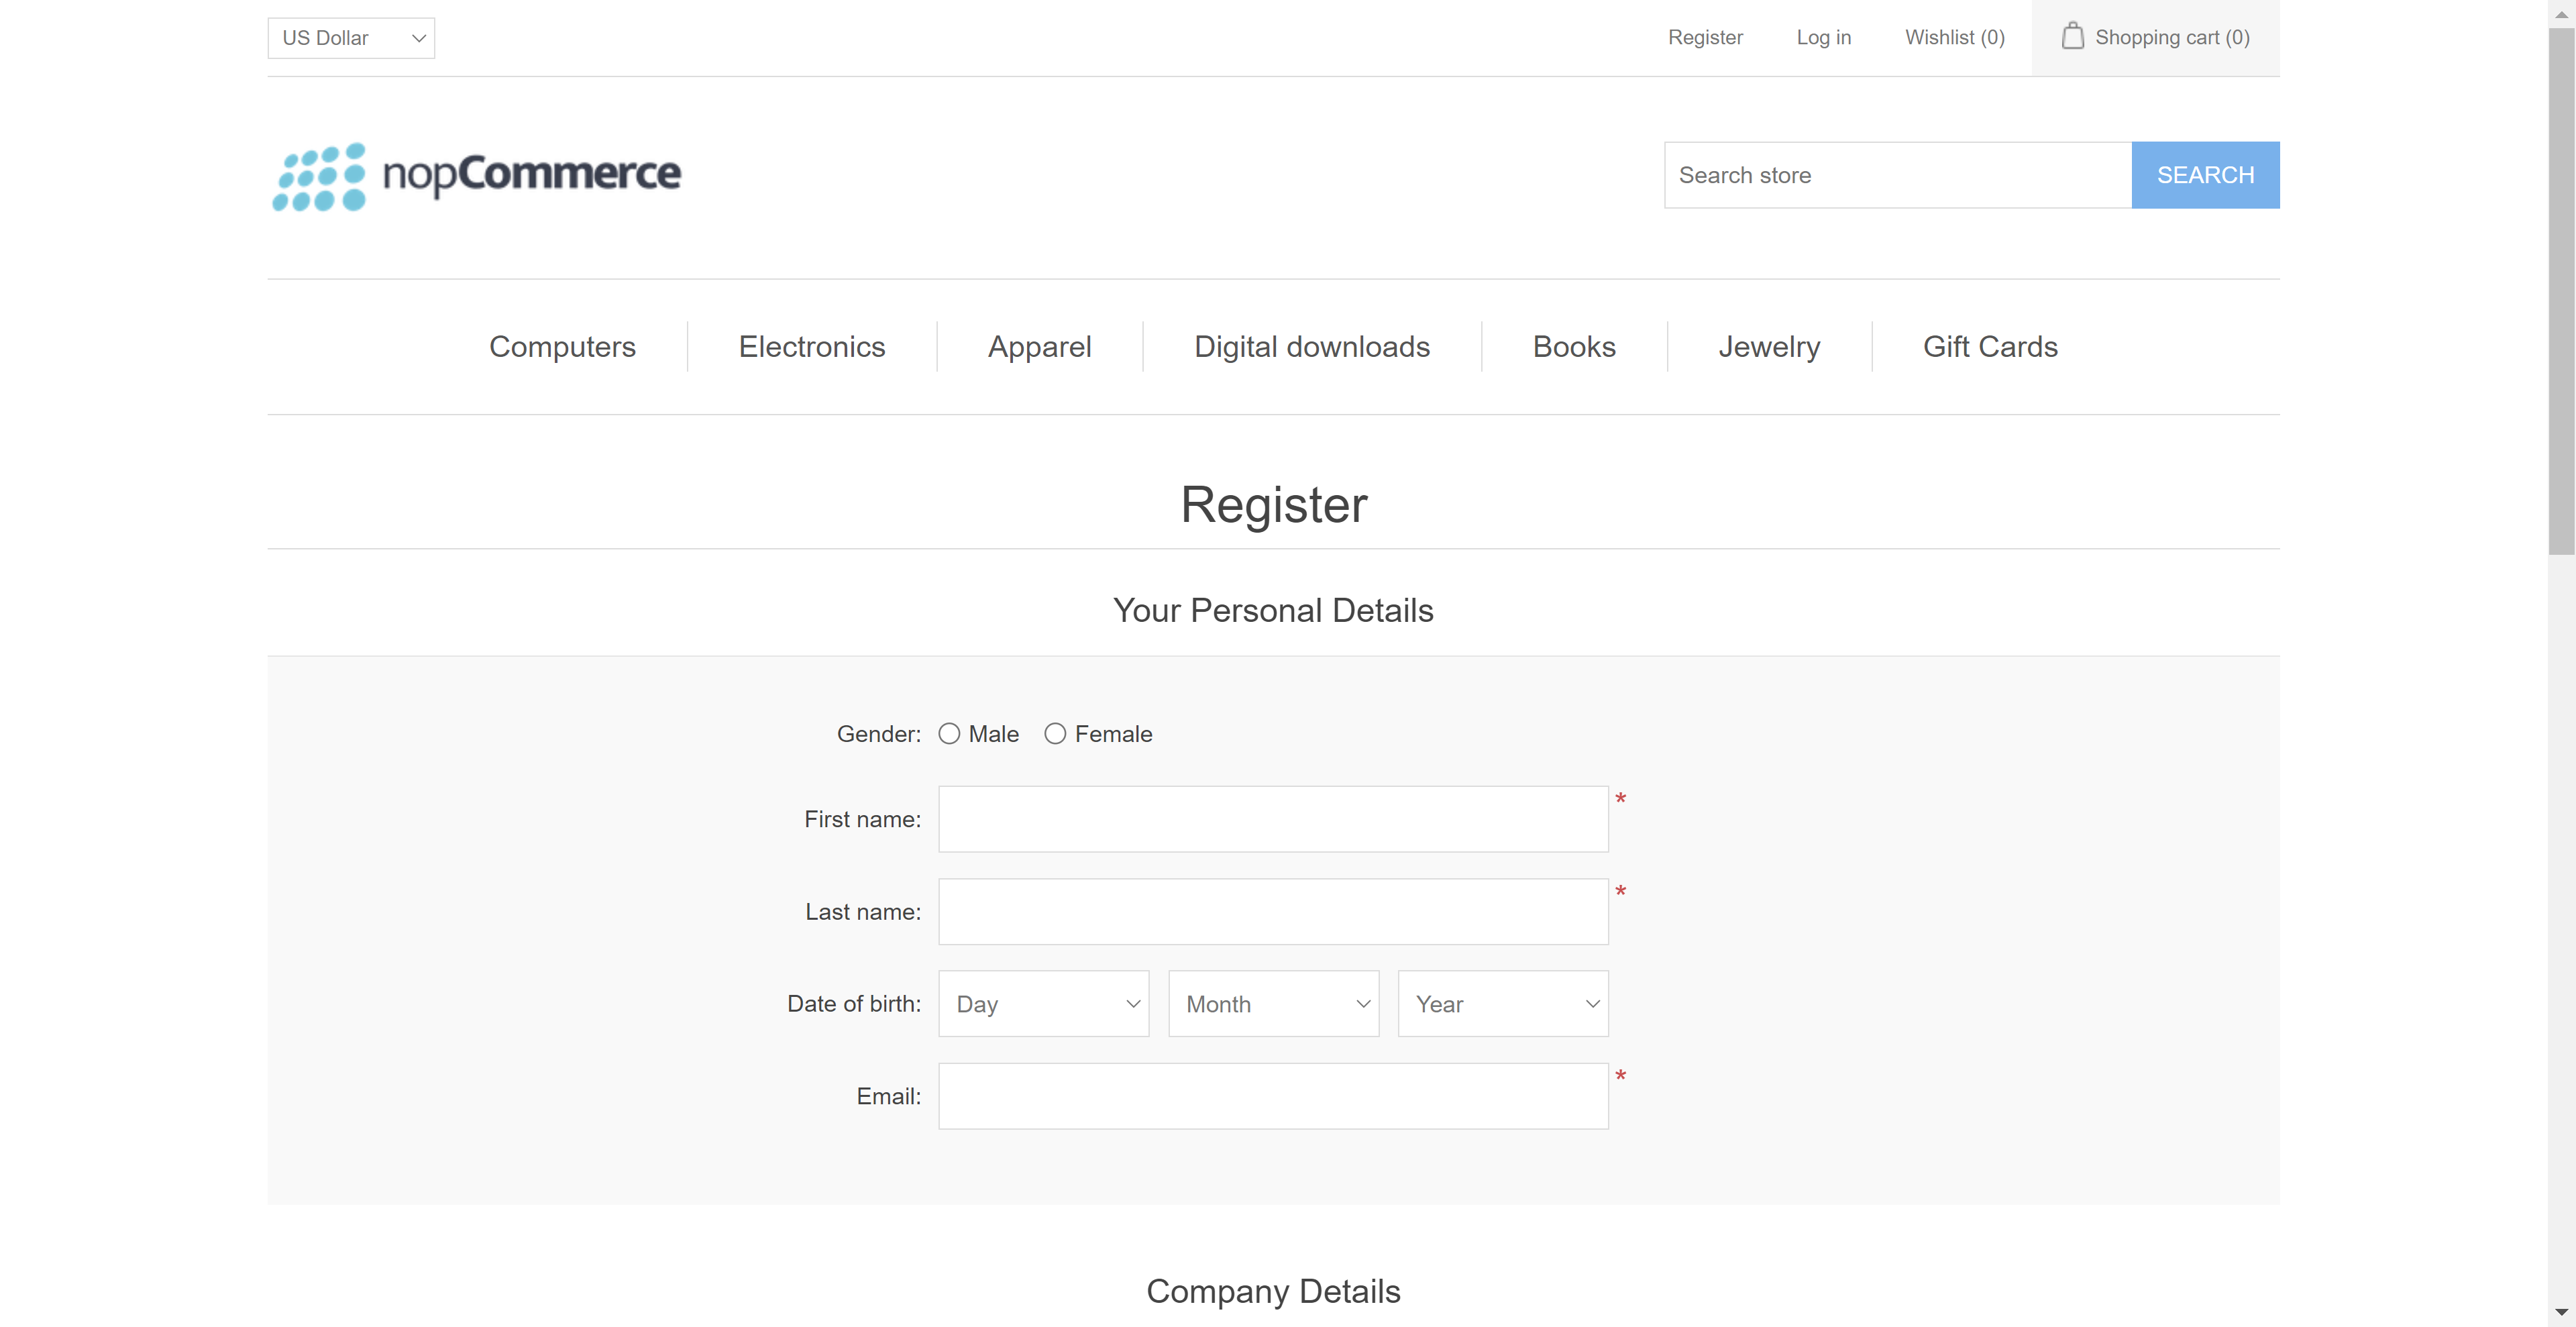 US Dollar Register Log in Wishlist (0) Shopping cart (0)
nopCommerce Search store SEARCH
Computers Electronics Apparel Digital downloads Books Jewelry Gift Cards
Register
Your Personal Details
Gender: Male Female
First name: *
Last name: *
Date of birth: Day Month Year
Email: *
Company Details